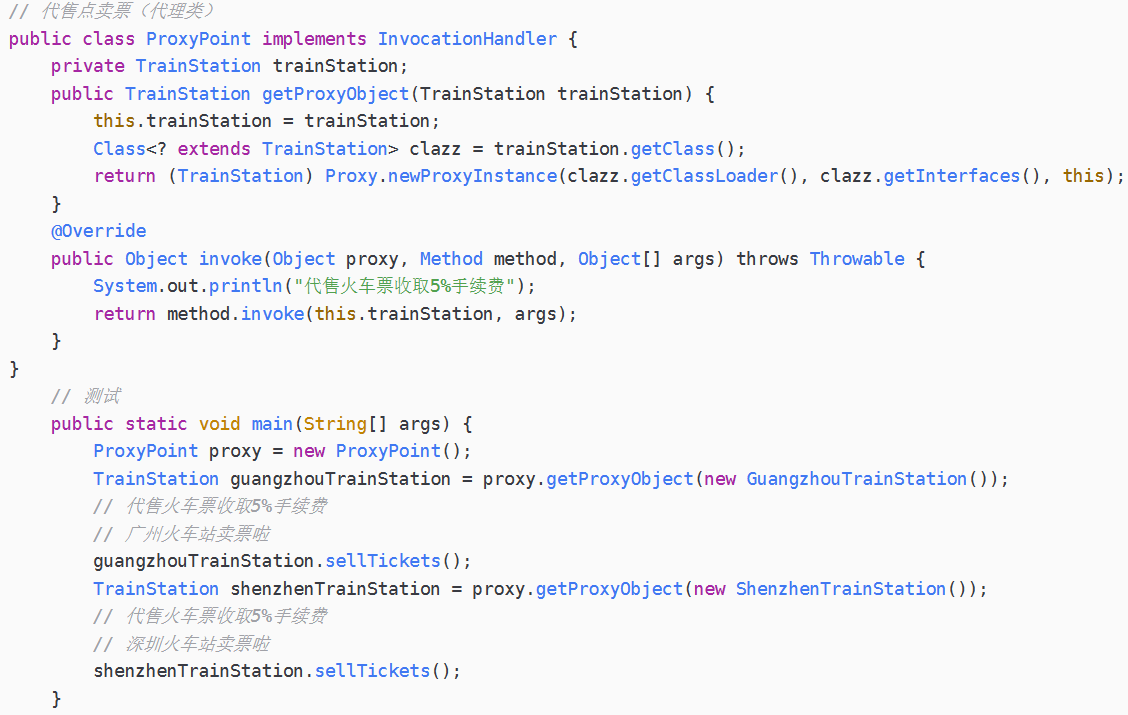 // 代售点卖票（代理类）
public class ProxyPoint implements InvocationHandler {
    private TrainStation trainStation;
    public TrainStation getProxyObject(TrainStation trainStation) {
        this.trainStation = trainStation;
        Class<? extends TrainStation> clazz = trainStation.getClass();
        return (TrainStation) Proxy.newProxyInstance(clazz.getClassLoader(), clazz.getInterfaces(), this);
    }
    @Override
    public Object invoke(Object proxy, Method method, Object[] args) throws Throwable {
        System.out.println("代售火车票收取5%手续费");
        return method.invoke(this.trainStation, args);
    }
}
    // 测试
    public static void main(String[] args) {
        ProxyPoint proxy = new ProxyPoint();
        TrainStation guangzhouTrainStation = proxy.getProxyObject(new GuangzhouTrainStation());
        // 代售火车票收取5%手续费
        // 广州火车站卖票啦
        guangzhouTrainStation.sellTickets();
        TrainStation shenzhenTrainStation = proxy.getProxyObject(new ShenzhenTrainStation());
        // 代售火车票收取5%手续费
        // 深圳火车站卖票啦
        shenzhenTrainStation.sellTickets();
    }